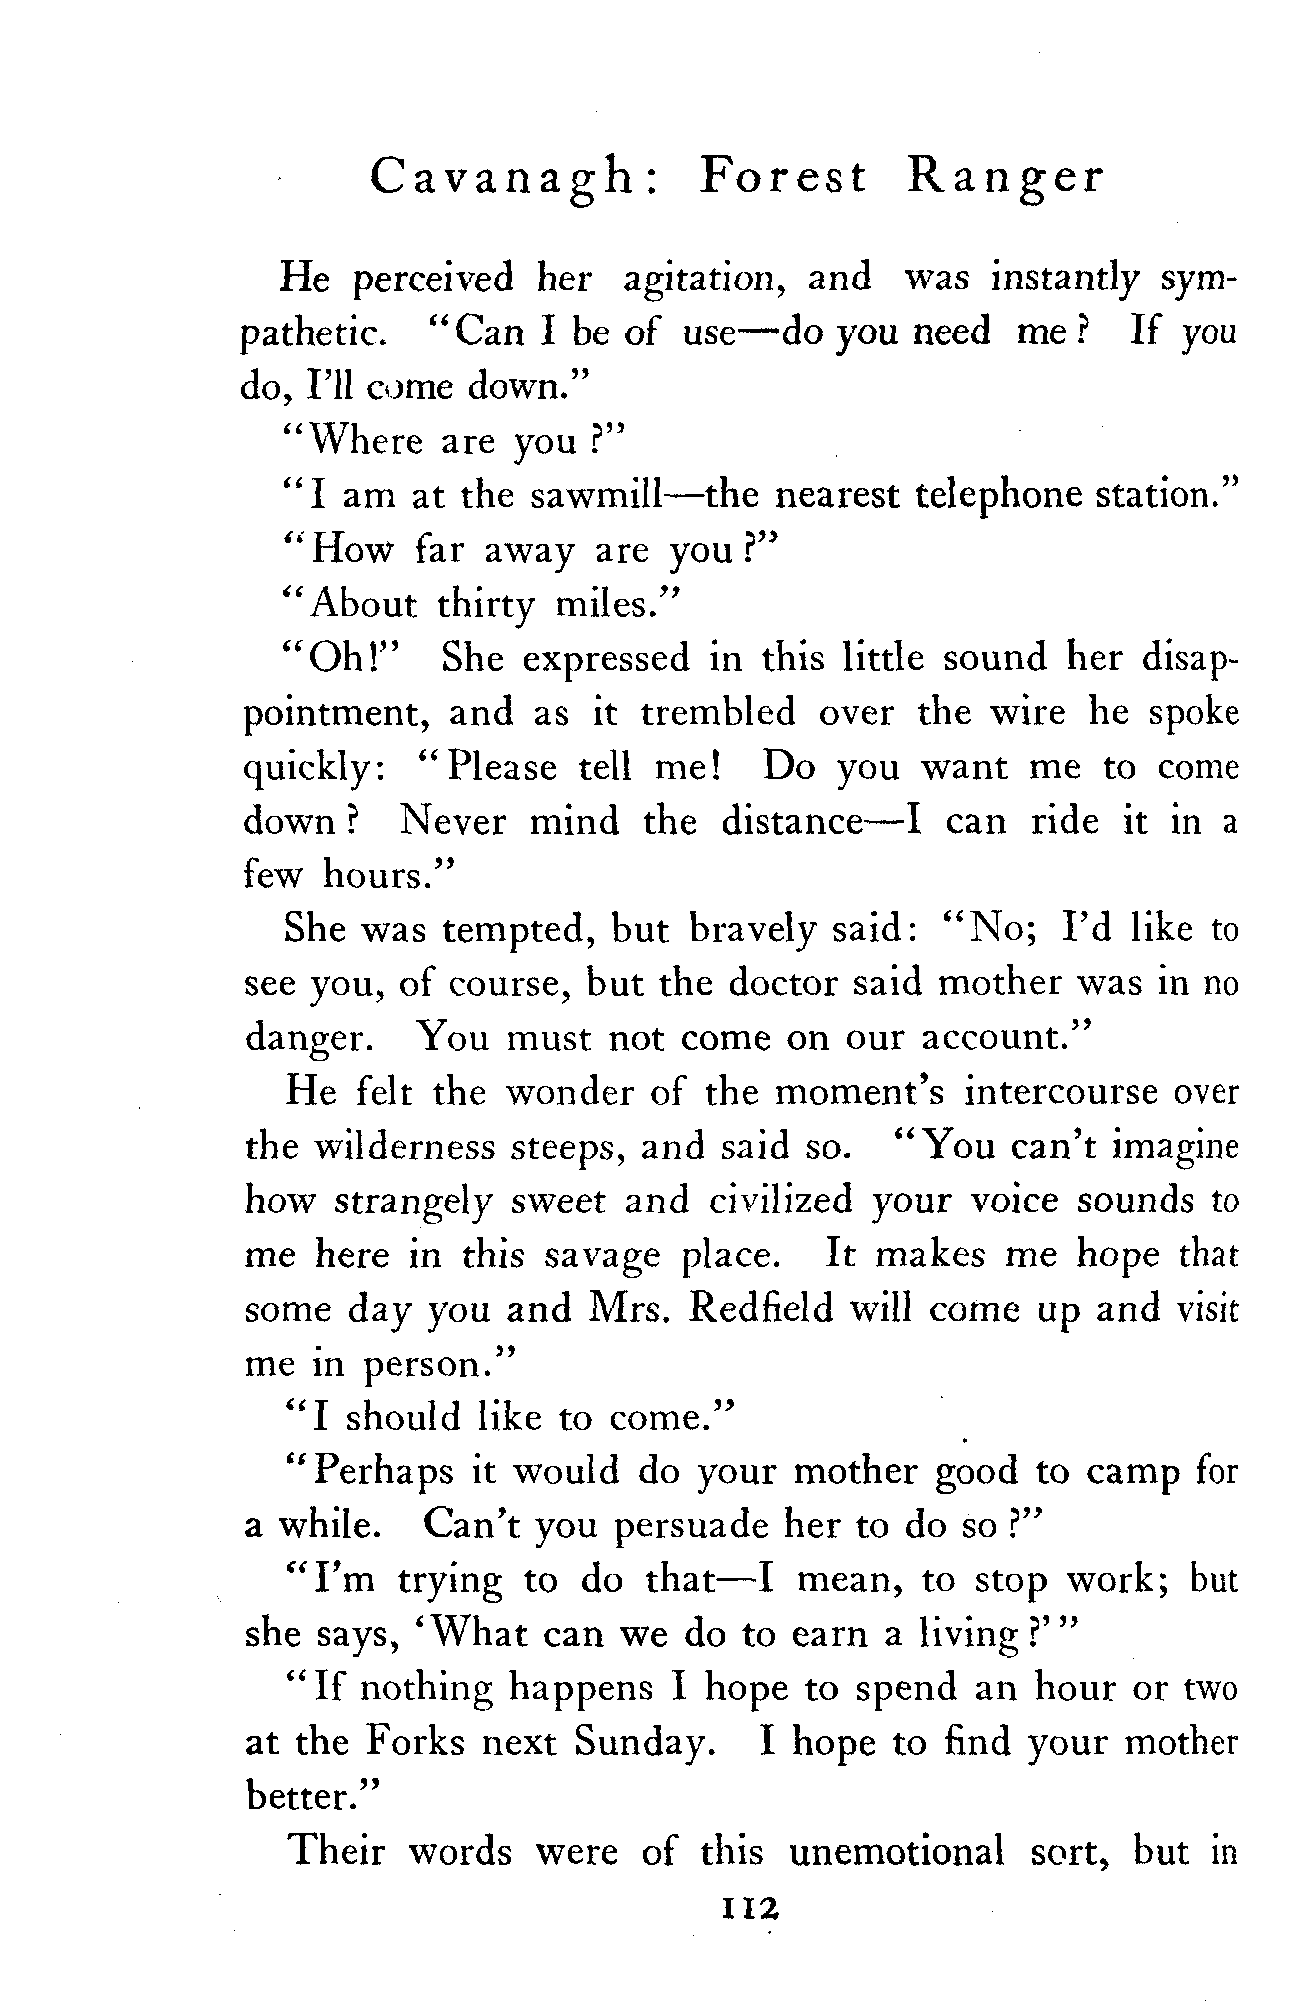 Cavanagh: Forest Ranger
He perceived her agitation, and was instantly sym-
pathetic. “Can I be of use—do you need me? If you
do, I’ll come down.”
“Where are you?”
“I am at the sawmill—the nearest telephone station.”
“How far away are you?”
“About thirty miles.”
“Oh!” She expressed in this little sound her disap-
pointment, and as it trembled over the wire he spoke
quickly: “Please tell me! Do you want me to come
down? Never mind the distance—I can ride it in a
few hours.”
She was tempted, but bravely said: “No; I’d like to
see you, of course, but the doctor said mother was in no
danger. You must not come on our account.”
He felt the wonder of the moment’s intercourse over
the wilderness steeps, and said so. “You can’t imagine
how strangely sweet and civilized your voice sounds to
me here in this savage place. It makes me hope that
some day you and Mrs. Redfield will come up and visit
me in person.”
“I should like to come.”
“Perhaps it would do your mother good to camp for
a while. Can’t you persuade her to do so?”
“I’m trying to do that—I mean, to stop work; but
she says, ‘What can we do to earn a living?’”
“If nothing happens I hope to spend an hour or two
at the Forks next Sunday. I hope to find your mother
better.”
Their words were of this unemotional sort, but in
112